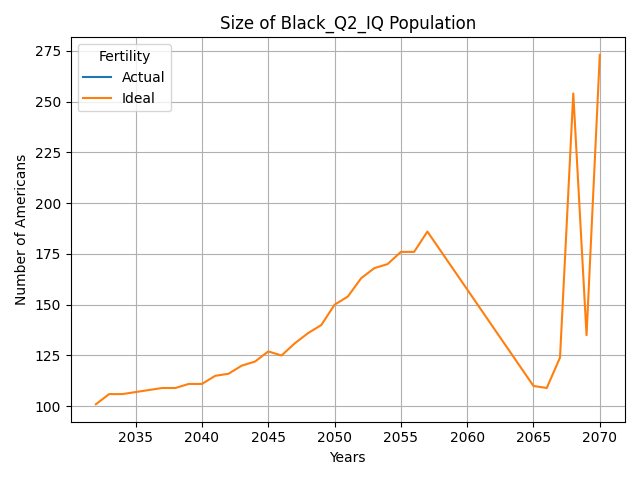 Size of Black_Q2_IQ Population
Fertility
Actual
Ideal
Number of Americans
275
250
225
200
175
150
125
100
2035 2040 2045 2050 2055 2060 2065 2070
Years